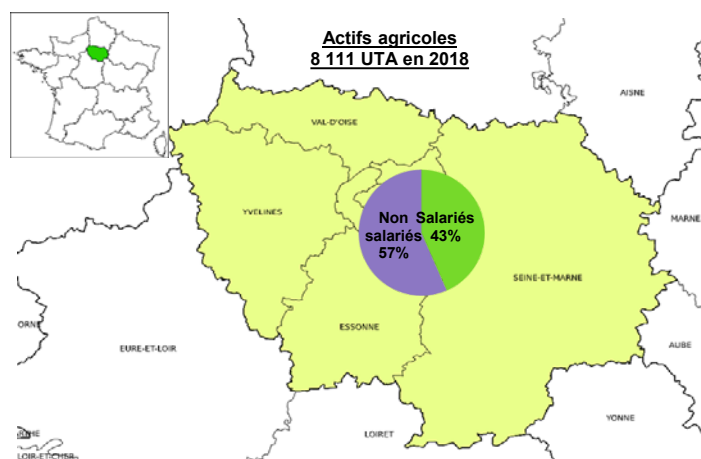 Actifs agricoles
8 111 UTA en 2018
AISNE
VAL-D'OISE
YVELINES
Non
salariés
57%
Salariés
43%
MARNE
SEINE-ET-MARNE
ESSONNE
ORNE
EURE-ET-LOIR
AUBE
YONNE
LOIRET
LOIR-ET-CHER